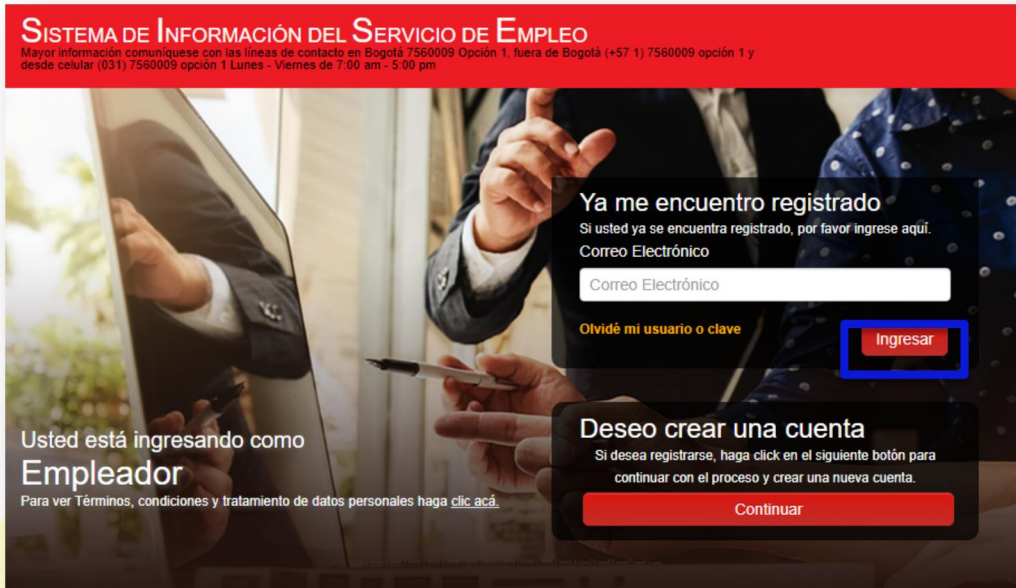 SISTEMA DE INFORMACIÓN DEL SERVICIO DE EMPLEO
Mayor información comuníquese con las líneas de contacto en Bogotá 7560009 Opción 1, fuera de Bogotá (+57 1) 7560009 opción 1 y
desde celular (031) 7560009 opción 1 Lunes - Viernes de 7:00 am - 5:00 pm
Ya me encuentro registrado
Si usted ya se encuentra registrado, por favor ingrese aquí.
Correo Electrónico
Correo Electrónico
Olvidé mi usuario o clave
Ingresar
Usted está ingresando como
Empleador
Para ver Términos, condiciones y tratamiento de datos personales haga clic acá.
Deseo crear una cuenta
Si desea registrarse, haga click en el siguiente botón para
continuar con el proceso y crear una nueva cuenta.
Continuar